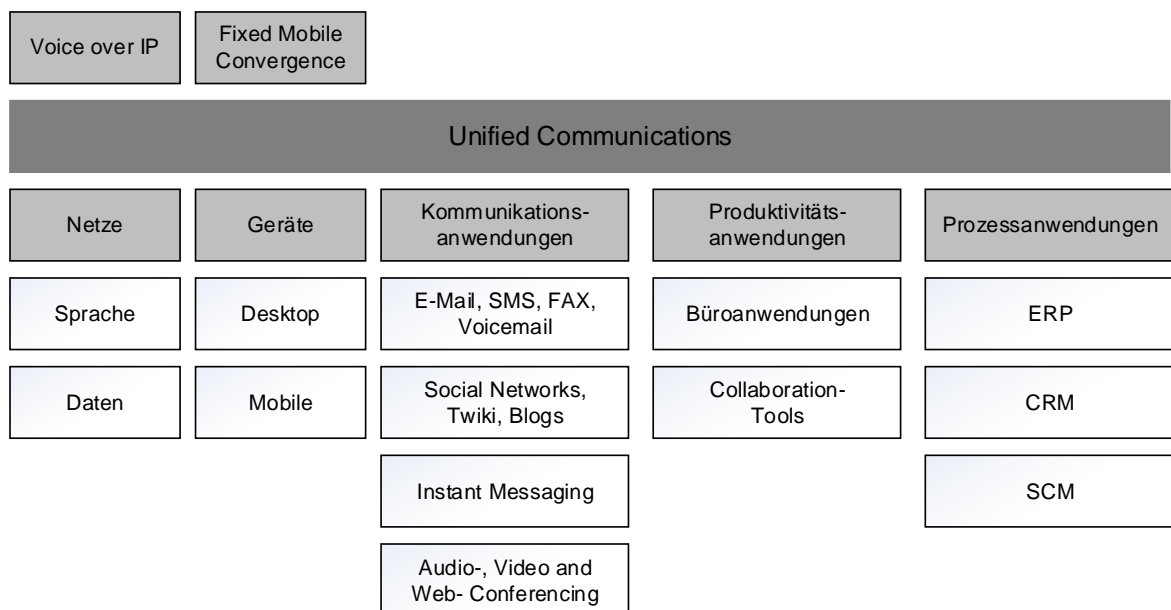 Voice over IP
Fixed Mobile
Convergence
Unified Communications
Netze
Geräte
Kommunikations-
anwendungen
Produktivitäts-
anwendungen
Prozessanwendungen
Sprache
Desktop
E-Mail, SMS, FAX,
Voicemail
Büroanwendungen
ERP
Daten
Mobile
Social Networks,
Twiki, Blogs
Collaboration-
Tools
CRM
Instant Messaging
SCM
Audio-, Video and
Web- Conferencing